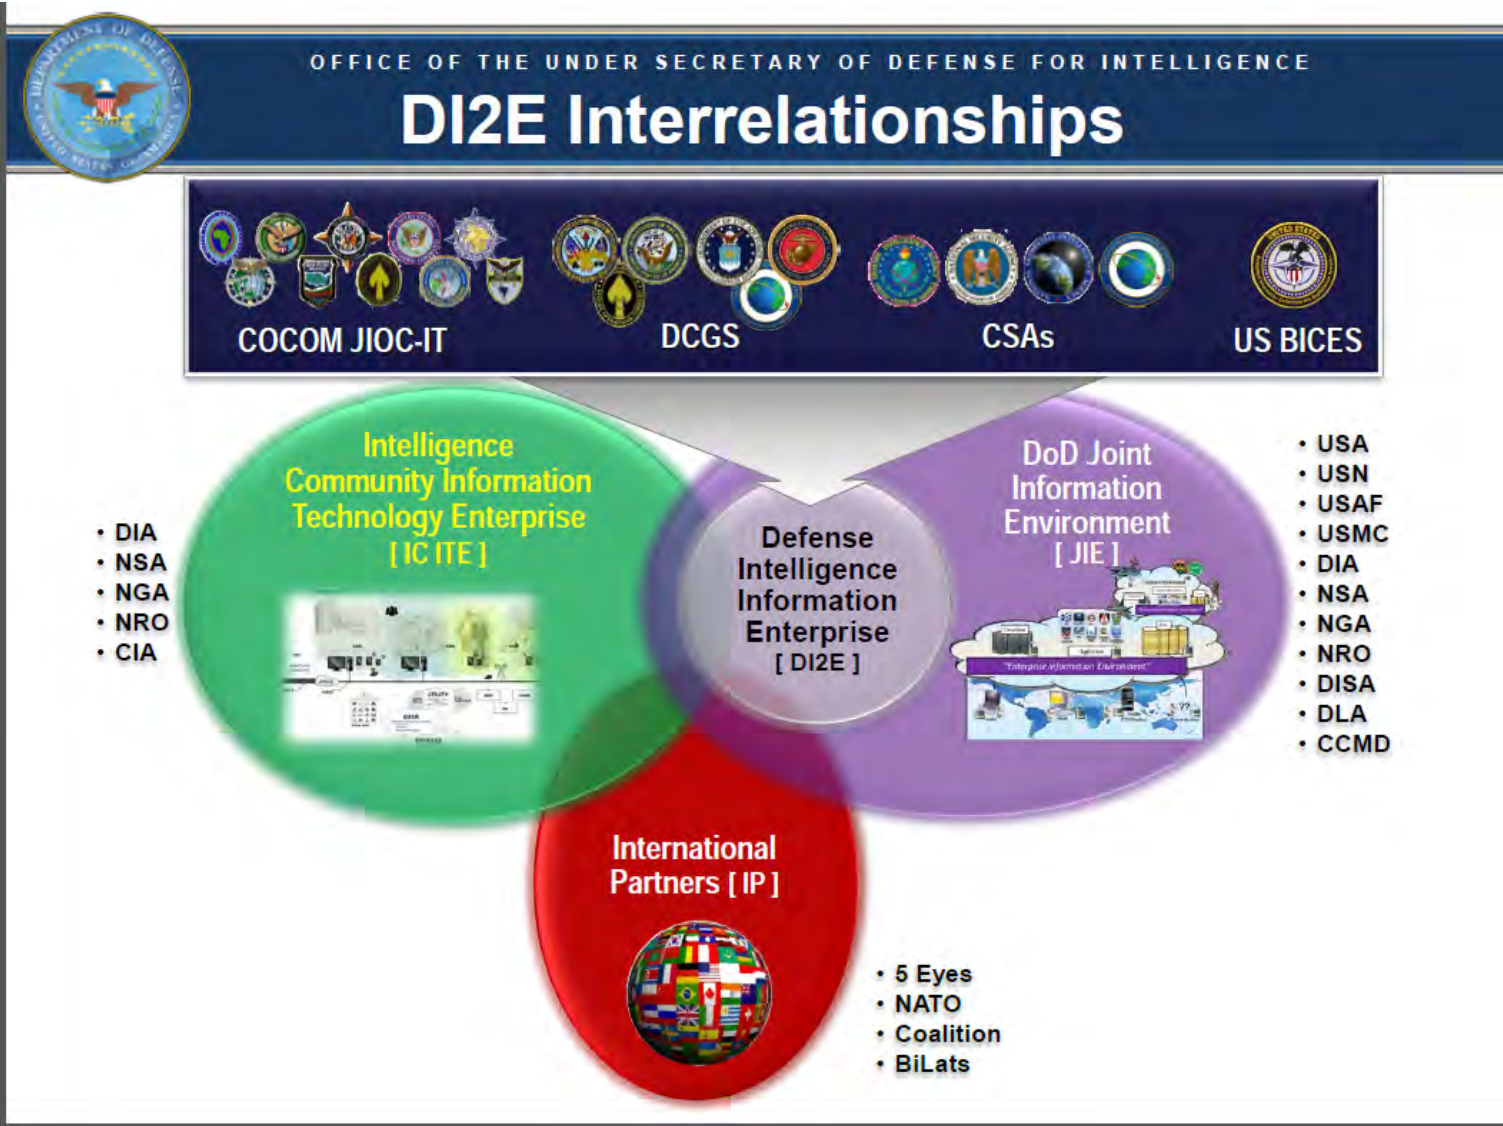 OFFICE OF THE UNDER SECRETARY OF DEFENSE FOR INTELLIGENCE
DI2E Interrelationships
COCOM JIOC-IT
DCGS
CSAs
US BICES
Intelligence
Community Information
Technology Enterprise
[ IC ITE ]
• DIA
• NSA
• NGA
• NRO
• CIA
Defense
Intelligence
Information
Enterprise
[ DI2E ]
DoD Joint
Information
Environment
[ JIE ]
"Enterprise Information Environment"
• USA
• USN
• USAF
• USMC
• DIA
• NSA
• NGA
• NRO
• DISA
• DLA
• CCMD
International
Partners [ IP ]
• 5 Eyes
• NATO
• Coalition
• BiLats